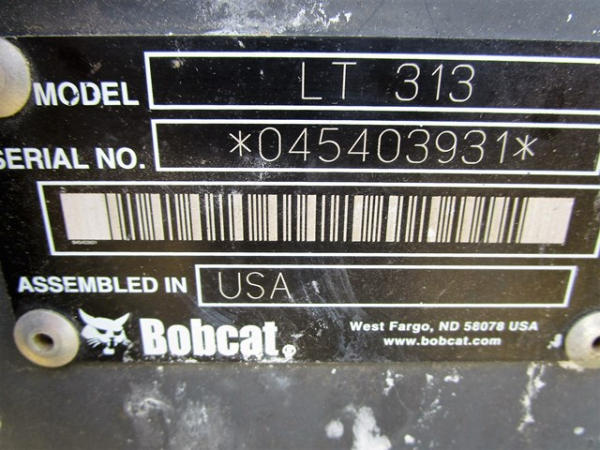 MODEL LT 313
SERIAL NO. *045403931*
ASSEMBLED IN USA
Bobcat
West Fargo, ND 58078 USA
www.bobcat.com